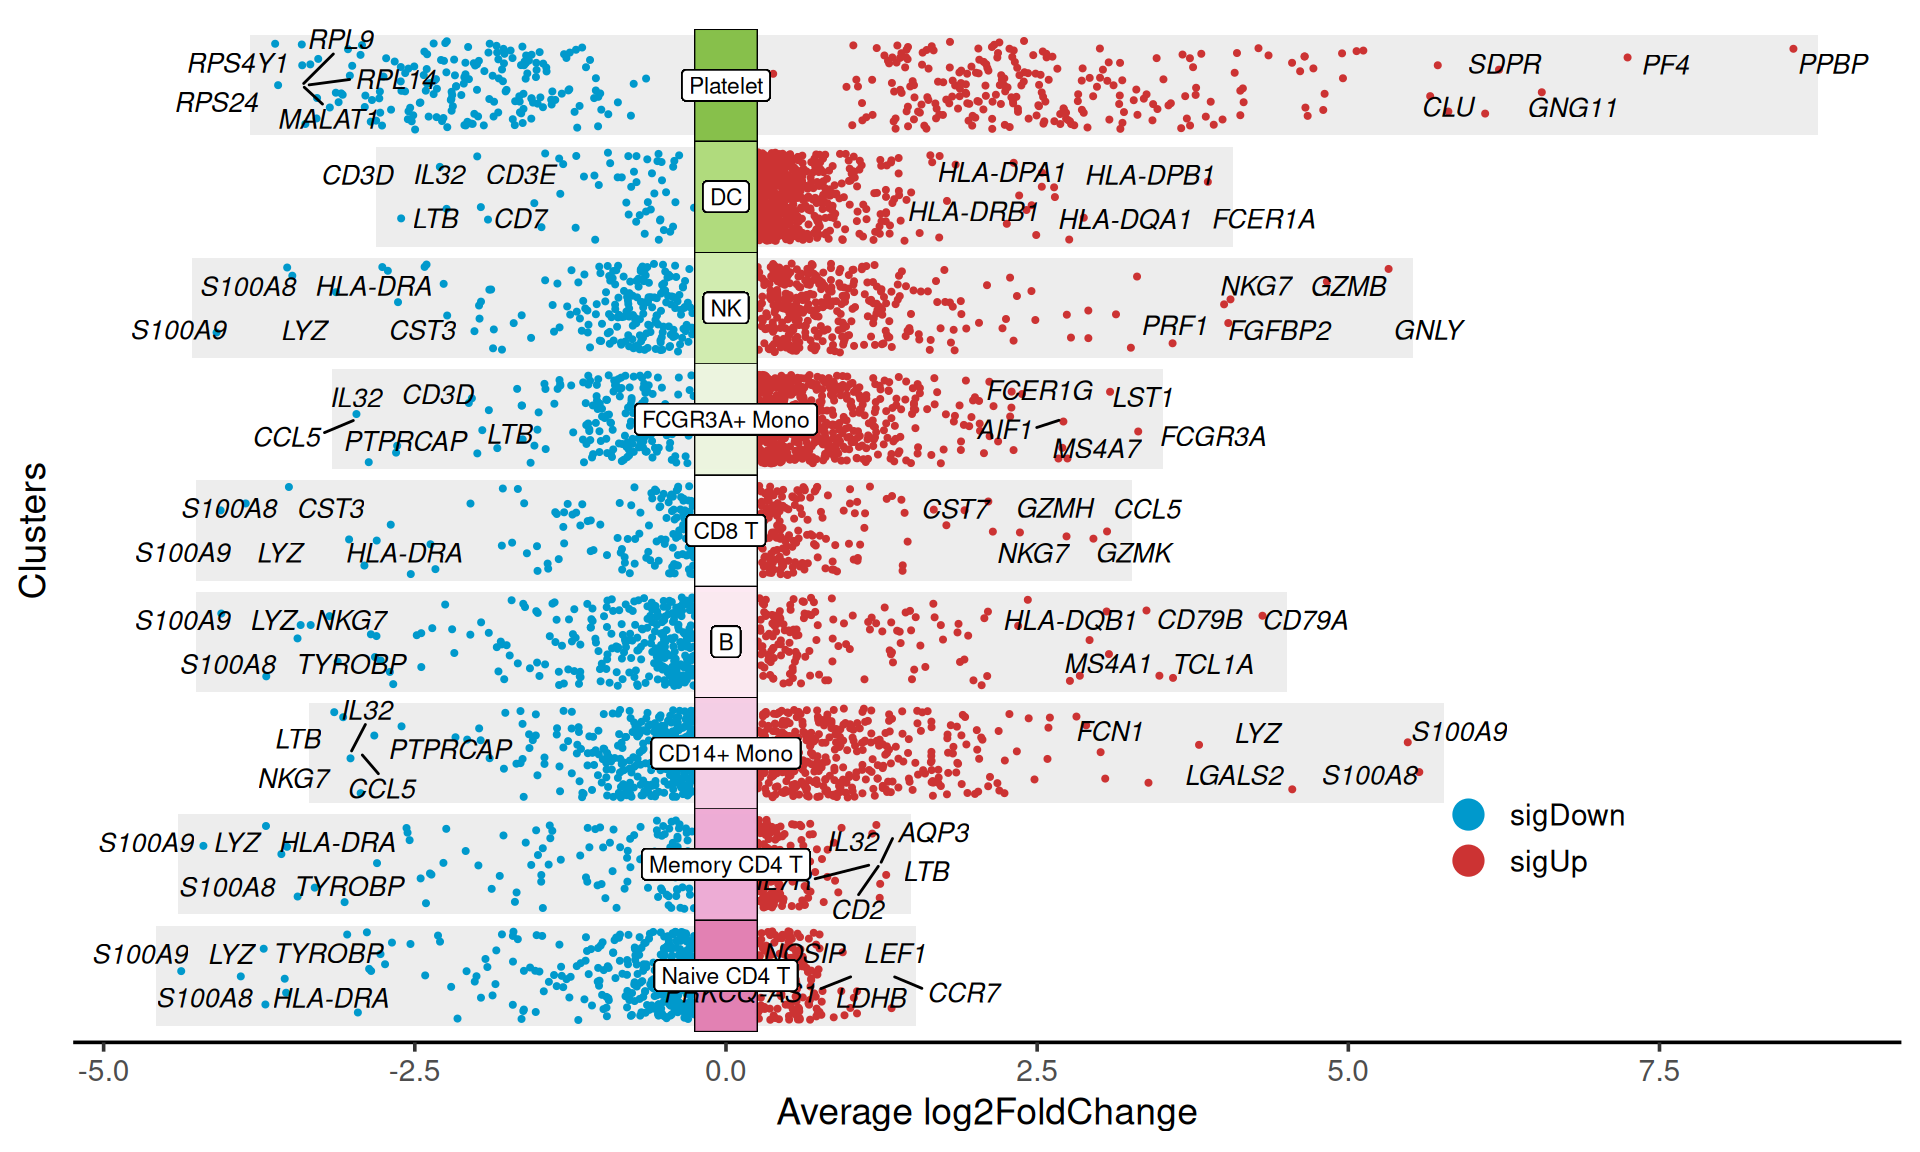 RPL9
RPS4Y1
RPL14
RPS24
MALAT1
Platelet
SDPR
PF4
PPBP
CLU
GNG11
CD3D
IL32
CD3E
LTB
CD7
DC
HLA-DPA1
HLA-DPB1
HLA-DRB1
HLA-DQA1
FCER1A
S100A8
HLA-DRA
S100A9
LYZ
CST3
NK
NKG7
GZMB
PRF1
FGFBP2
GNLY
IL32
CD3D
CCL5
PTPRCAP
LTB
FCGR3A+ Mono
FCER1G
LST1
AIF1
MS4A7
FCGR3A
S100A8
CST3
S100A9
LYZ
HLA-DRA
CD8 T
CST7
GZMH
CCL5
NKG7
GZMK
S100A9
LYZ
NKG7
S100A8
TYROBP
B
HLA-DQB1
CD79B
CD79A
MS4A1
TCL1A
IL32
LTB
PTPRCAP
NKG7
CCL5
CD14+ Mono
FCN1
LYZ
S100A9
LGALS2
S100A8
S100A9
LYZ
HLA-DRA
S100A8
TYROBP
Memory CD4 T
IL32
AQP3
IL7R
LTB
CD2
S100A9
LYZ
TYROBP
S100A8
HLA-DRA
Naive CD4 T
NOSIP
LEF1
PRKCQ-AS1
LDHB
CCR7
Clusters
sigDown
sigUp
-5.0
-2.5
0.0
2.5
5.0
7.5
Average log2FoldChange